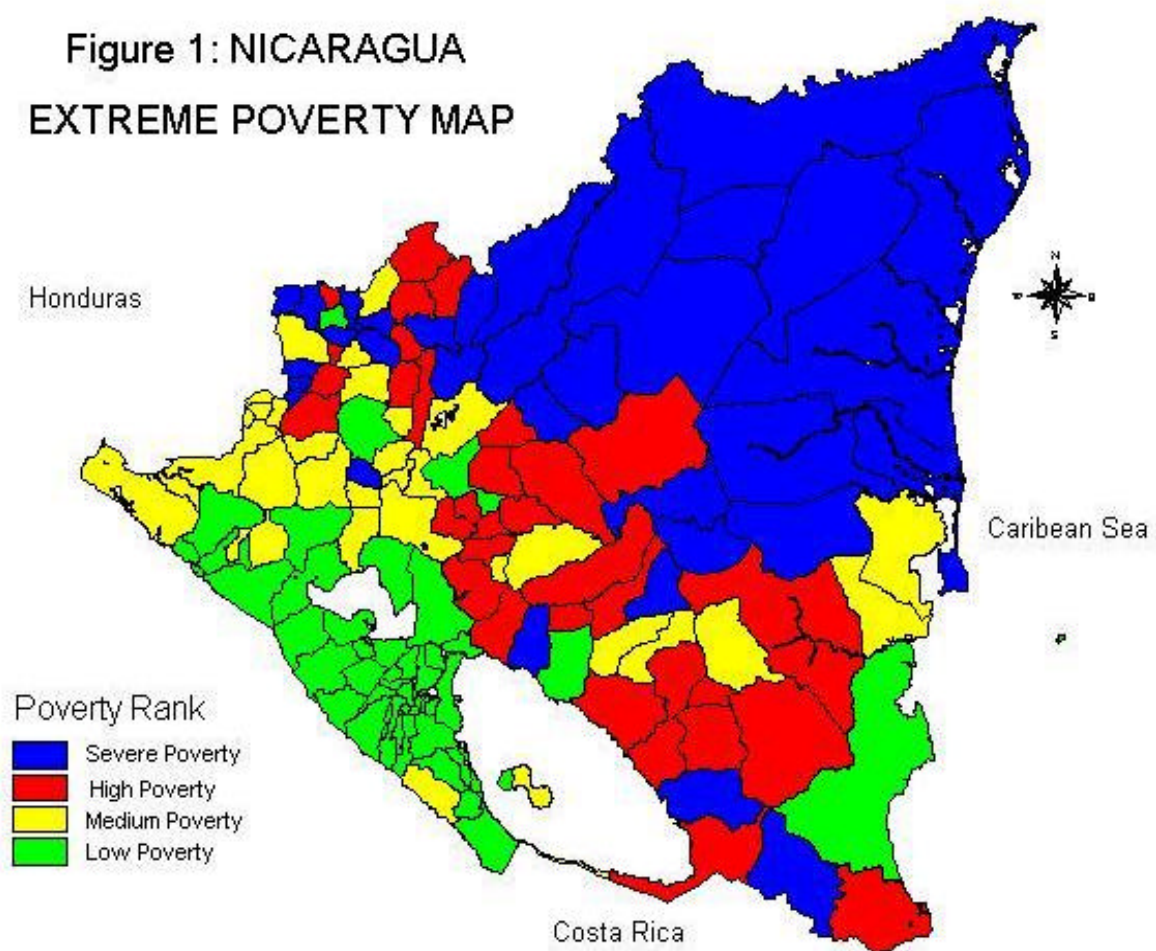 Figure 1: NICARAGUA
EXTREME POVERTY MAP
Honduras
N
S
Caribean Sea
Poverty Rank
Severe Poverty
High Poverty
Medium Poverty
Low Poverty
Costa Rica